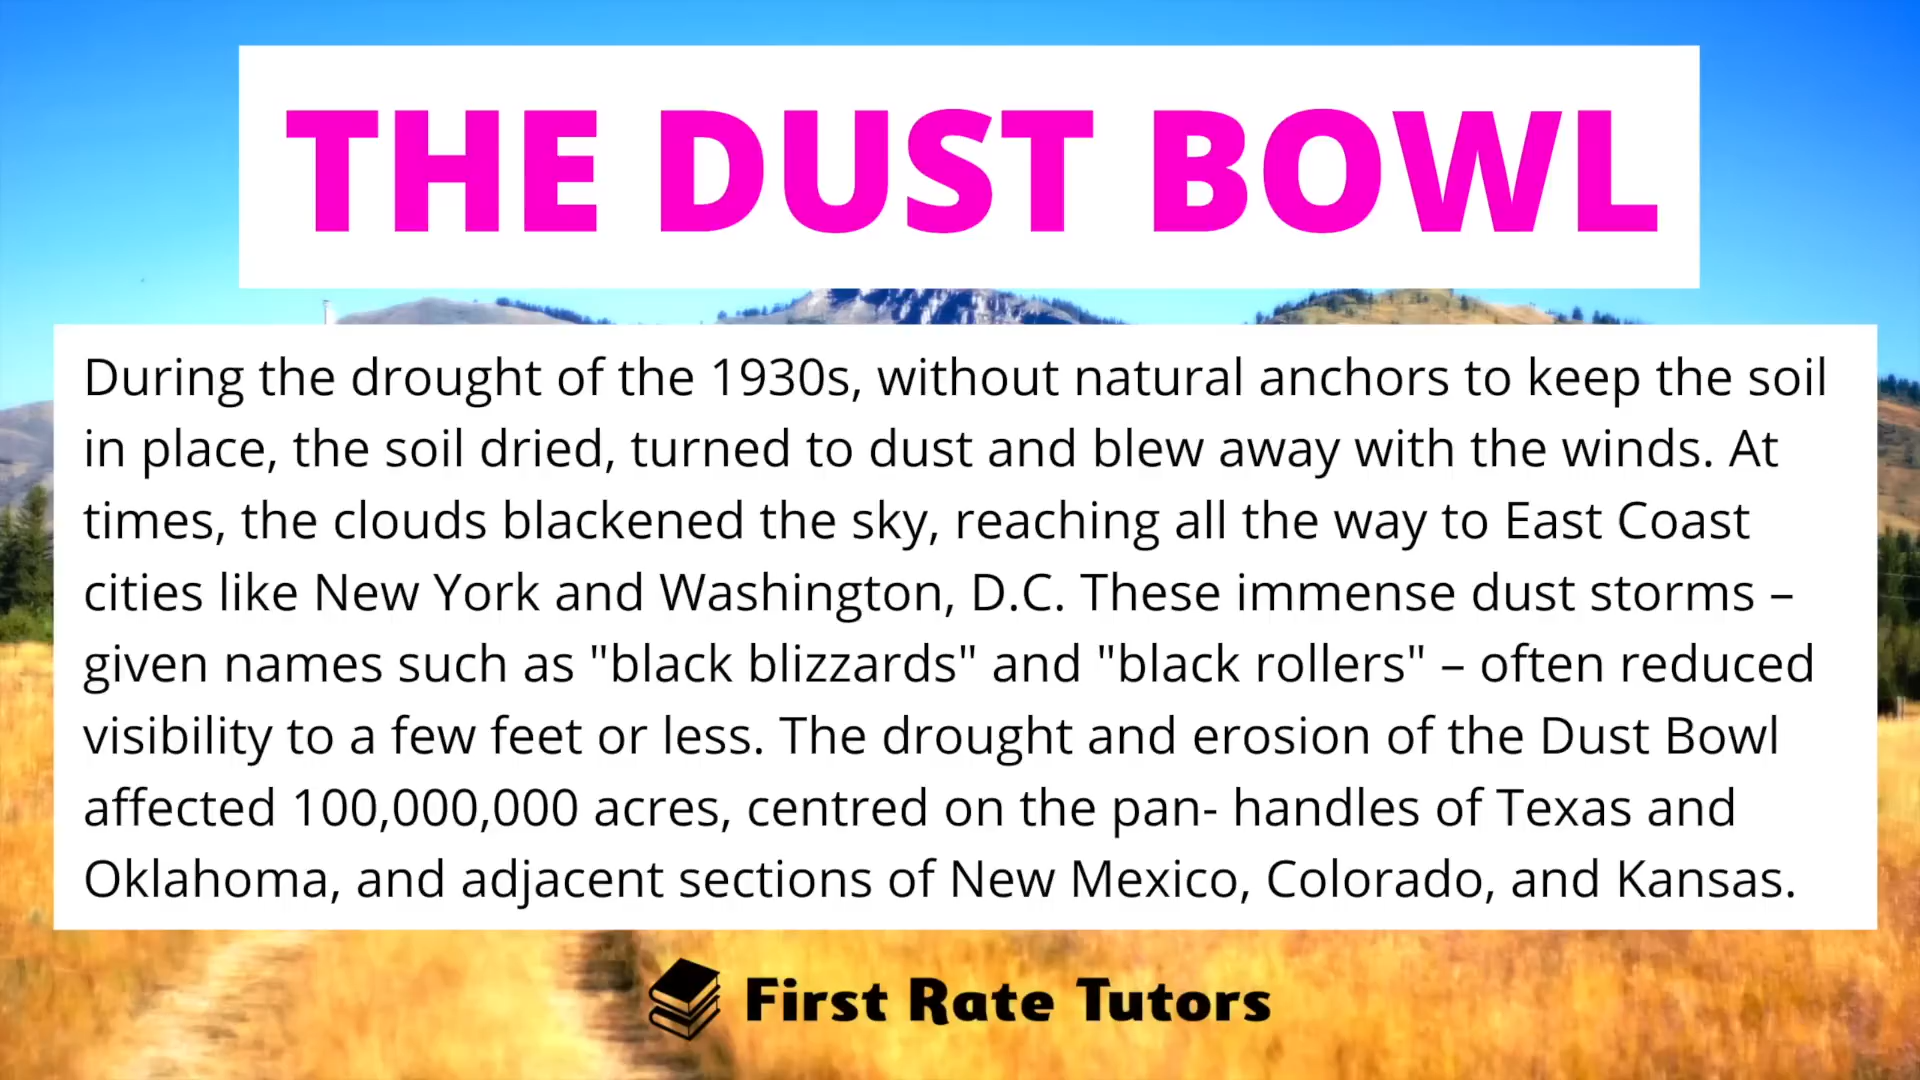 THE DUST BOWL
During the drought of the 1930s, without natural anchors to keep the soil
in place, the soil dried, turned to dust and blew away with the winds. At
times, the clouds blackened the sky, reaching all the way to East Coast
cities like New York and Washington, D.C. These immense dust storms –
given names such as "black blizzards" and "black rollers" – often reduced
visibility to a few feet or less. The drought and erosion of the Dust Bowl
affected 100,000,000 acres, centred on the pan- handles of Texas and
Oklahoma, and adjacent sections of New Mexico, Colorado, and Kansas.
First Rate Tutors